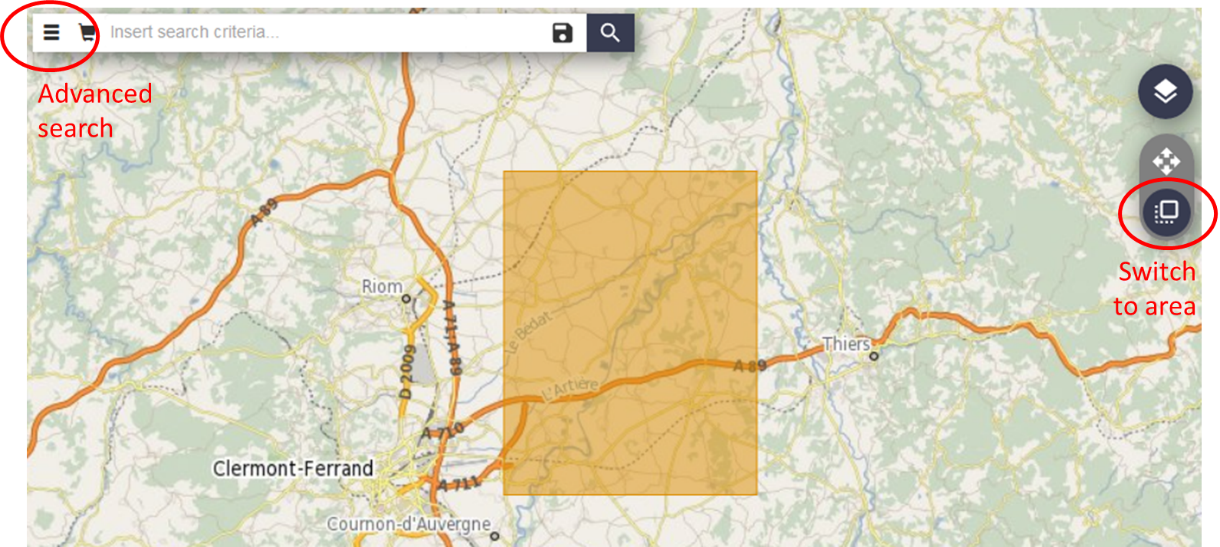 Insert search criteria...
Advanced
search
A 89
Riom
A 71, A 89
D 2009
Le Bédat
L'Artière
A 89
Thiers
Switch
to area
A 710
Clermont-Ferrand
A 711
Cournon-d'Auvergne